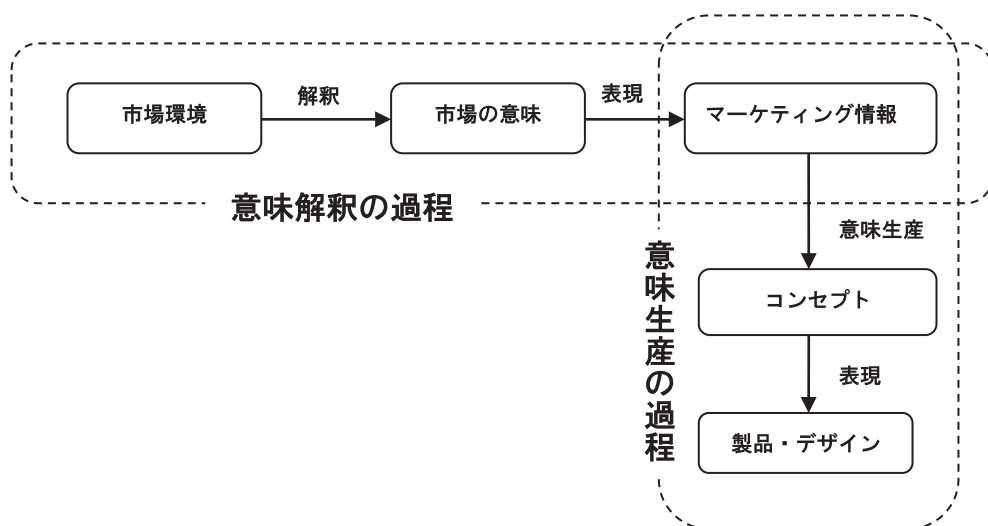 市場環境
解釈
市場の意味
表現
マーケティング情報
意味解釈の過程
意味生産
意味生産の過程
コンセプト
表現
製品・デザイン